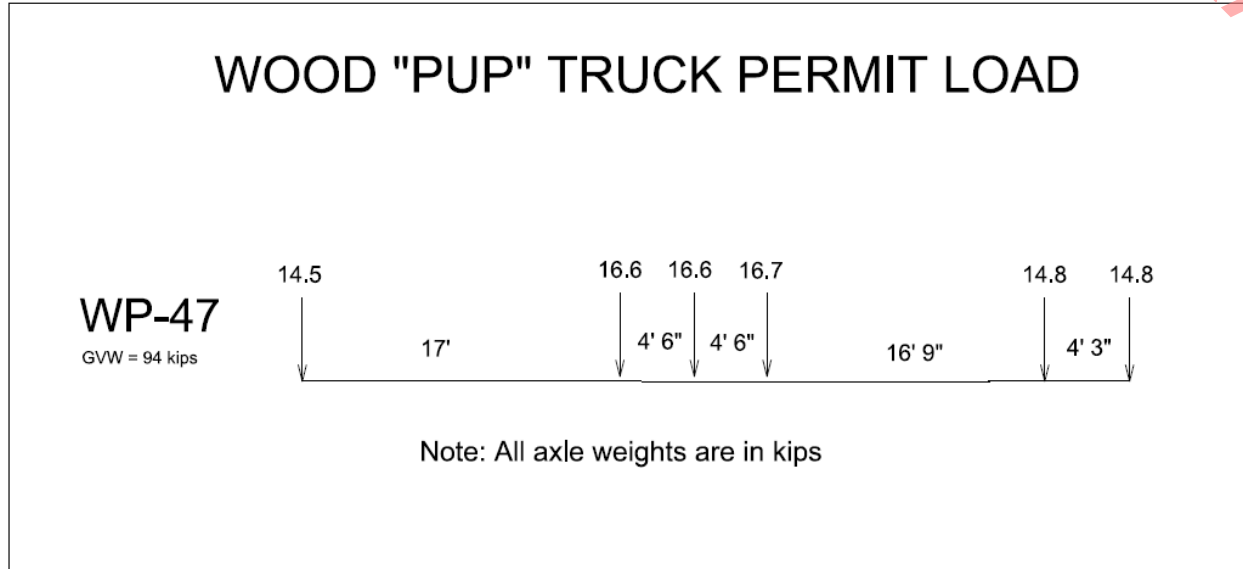 WOOD "PUP" TRUCK PERMIT LOAD
14.5 16.6 16.6 16.7 14.8 14.8
WP-47
GVW = 94 kips
17' 4' 6" 4' 6" 16' 9" 4' 3"
Note: All axle weights are in kips